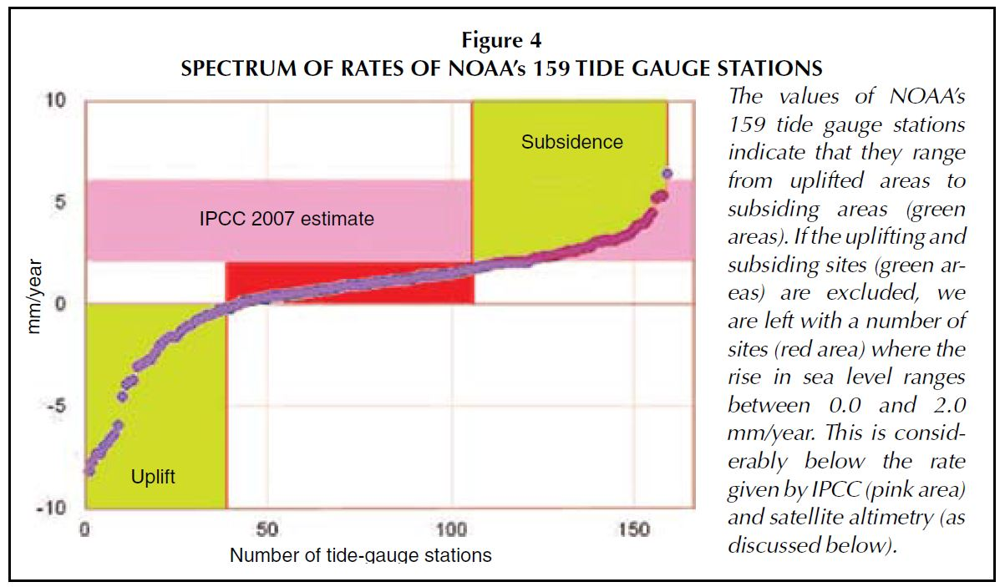 Figure 4
SPECTRUM OF RATES OF NOAA's 159 TIDE GAUGE STATIONS
10
5
0
-5
-10
mm/year
Subsidence
IPCC 2007 estimate
Uplift
0
50
100
150
Number of tide-gauge stations
The values of NOAA's
159 tide gauge stations
indicate that they range
from uplifted areas to
subsiding areas (green
areas). If the uplifting and
subsiding sites (green ar-
eas) are excluded, we
are left with a number of
sites (red area) where the
rise in sea level ranges
between 0.0 and 2.0
mm/year. This is consid-
erably below the rate
given by IPCC (pink area)
and satellite altimetry (as
discussed below).